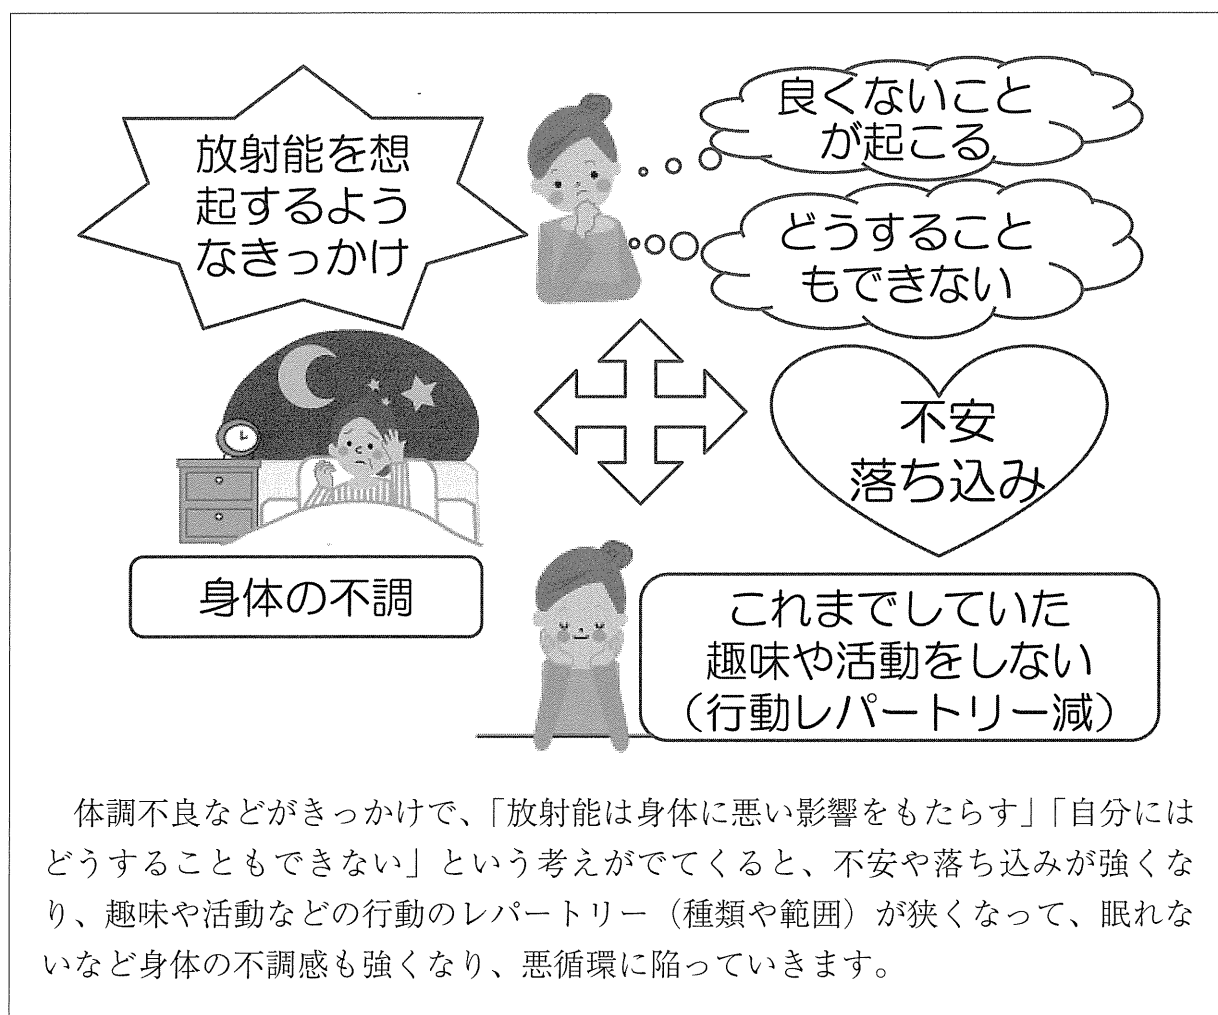 放射能を想
起するよう
なきっかけ
良くないこと
が起こる
どうすること
もできない
不安
落ち込み
身体の不調
これまでしていた
趣味や活動をしない
（行動レパートリー減）
体調不良などがきっかけで、「放射能は身体に悪い影響をもたらす」「自分には
どうすることもできない」という考えがでてくると、不安や落ち込みが強くな
り、趣味や活動などの行動のレパートリー（種類や範囲）が狭くなって、眠れな
いなど身体の不調感も強くなり、悪循環に陥っていきます。